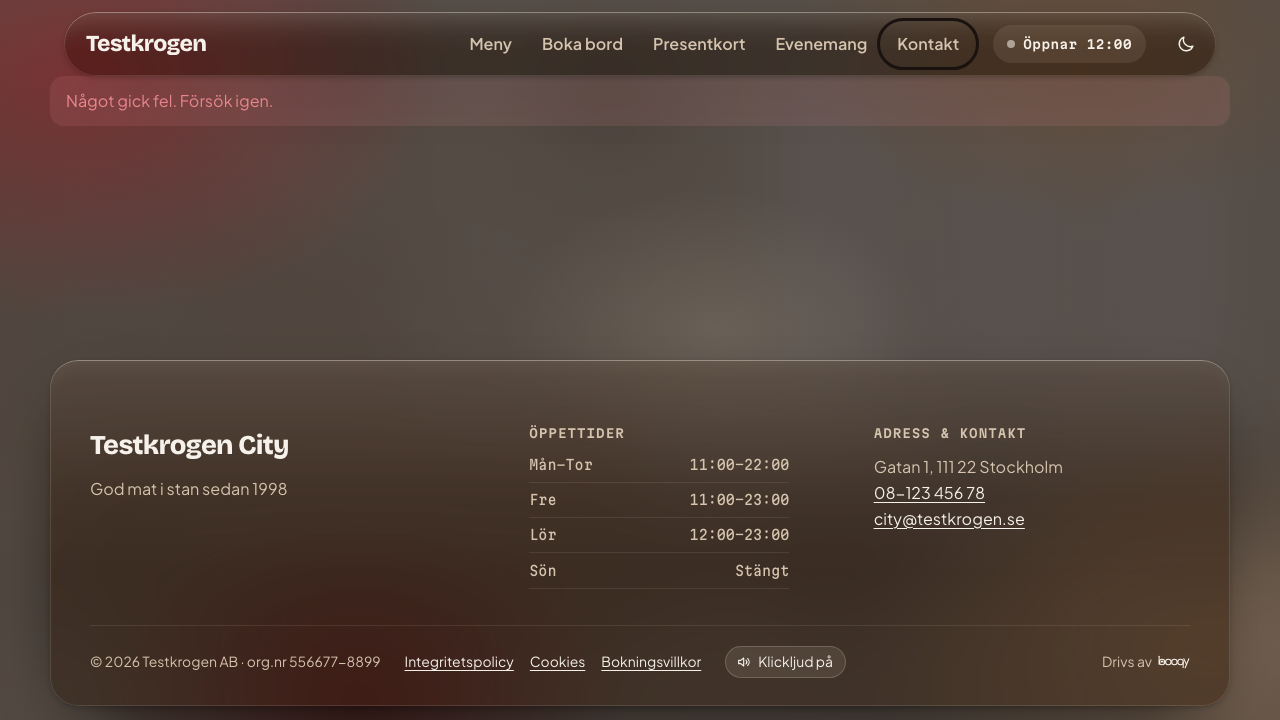 Testkrogen
Meny
Boka bord
Presentkort
Evenemang
Kontakt
Öppnar 12:00
Något gick fel. Försök igen.
Testkrogen City
God mat i stan sedan 1998
ÖPPETTIDER
Mån–Tor 11:00–22:00
Fre 11:00–23:00
Lör 12:00–23:00
Sön Stängt
ADRESS & KONTAKT
Gatan 1, 111 22 Stockholm
08-123 456 78
city@testkrogen.se
© 2026 Testkrogen AB · org.nr 556677-8899
Integritetspolicy
Cookies
Bokningsvillkor
Klickljud på
Drivs av booqy